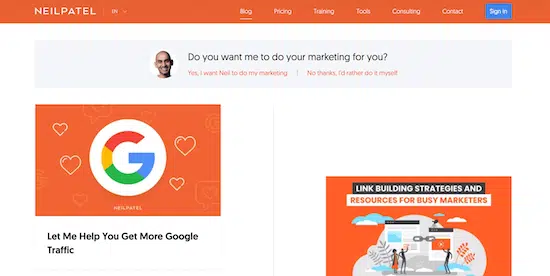 NEILPATEL
EN
Blog
Pricing
Training
Tools
Consulting
Contact
Sign In
Do you want me to do your marketing for you?
Yes, I want Neil to do my marketing
No thanks, I'd rather do it myself
NEILPATEL
Let Me Help You Get More Google
Traffic
LINK BUILDING STRATEGIES AND
RESOURCES FOR BUSY MARKETERS